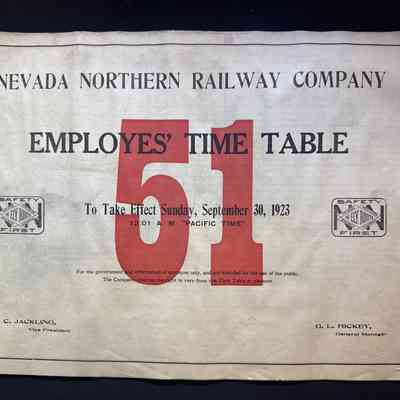 NEVADA NORTHERN RAILWAY COMPANY
EMPLOYES' TIME TABLE
51
To Take Effect Sunday, September 30, 1923
12:01 A. M. "PACIFIC TIME"
SAFETY
FIRST
SAFETY
FIRST
For the government and information of employes only, and not intended for the use of the public.
The Company reserves the right to vary from this Time Table at pleasure.
C. JACKLING,
Vice President
G. L. HICKEY,
General Manager